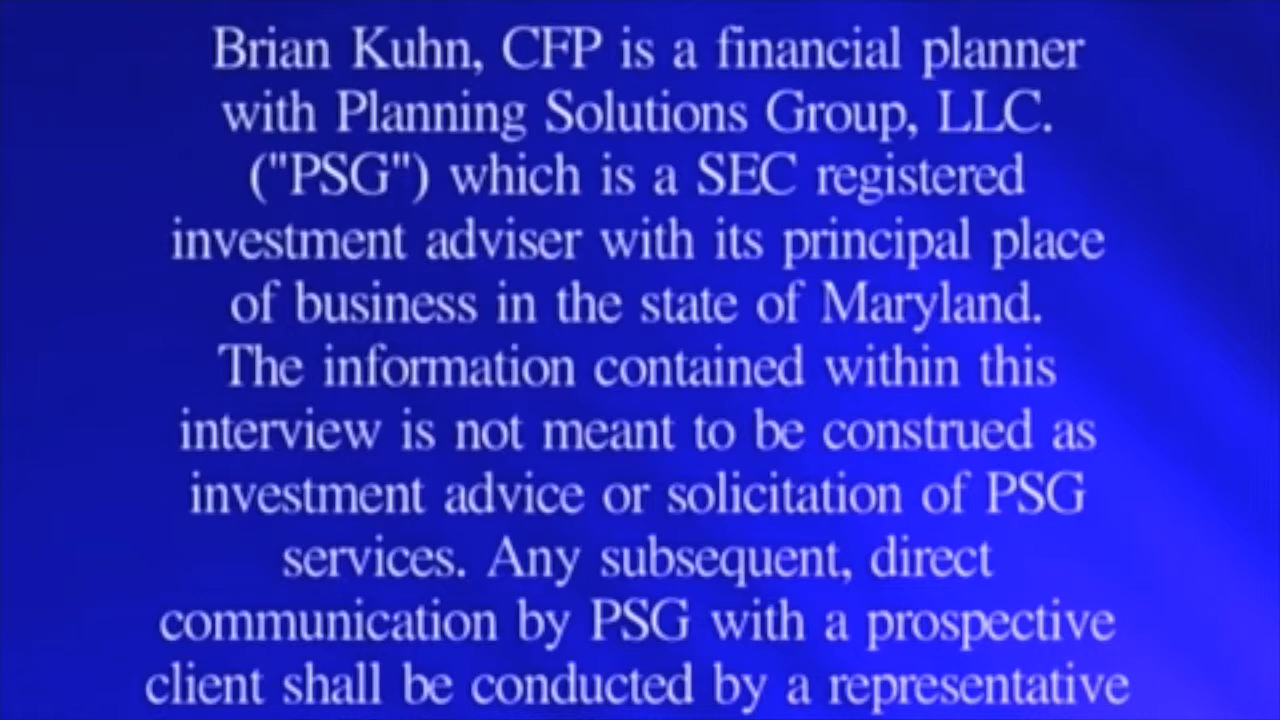 Brian Kuhn, CFP is a financial planner
with Planning Solutions Group, LLC.
("PSG") which is a SEC registered
investment adviser with its principal place
of business in the state of Maryland.
The information contained within this
interview is not meant to be construed as
investment advice or solicitation of PSG
services. Any subsequent, direct
communication by PSG with a prospective
client shall be conducted by a representative